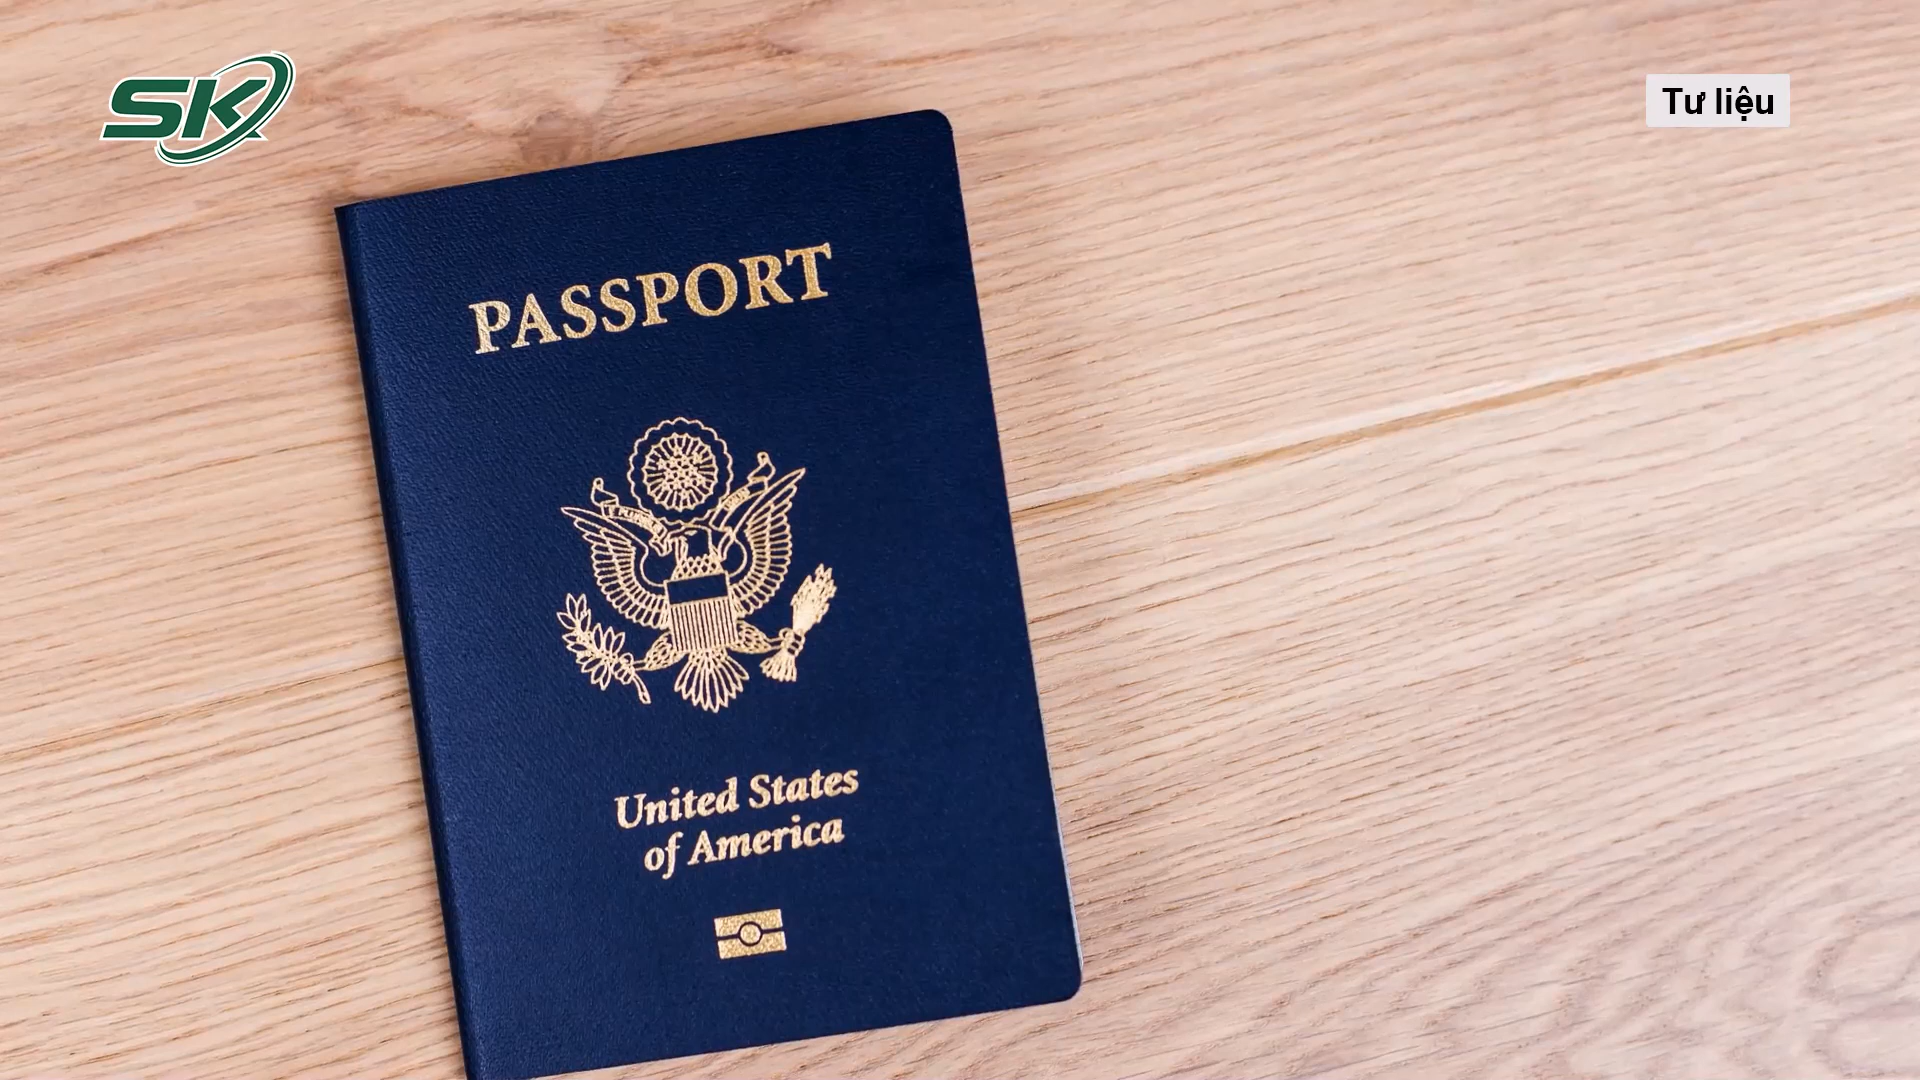 SK
Tư liệu
PASSPORT
United States
of America